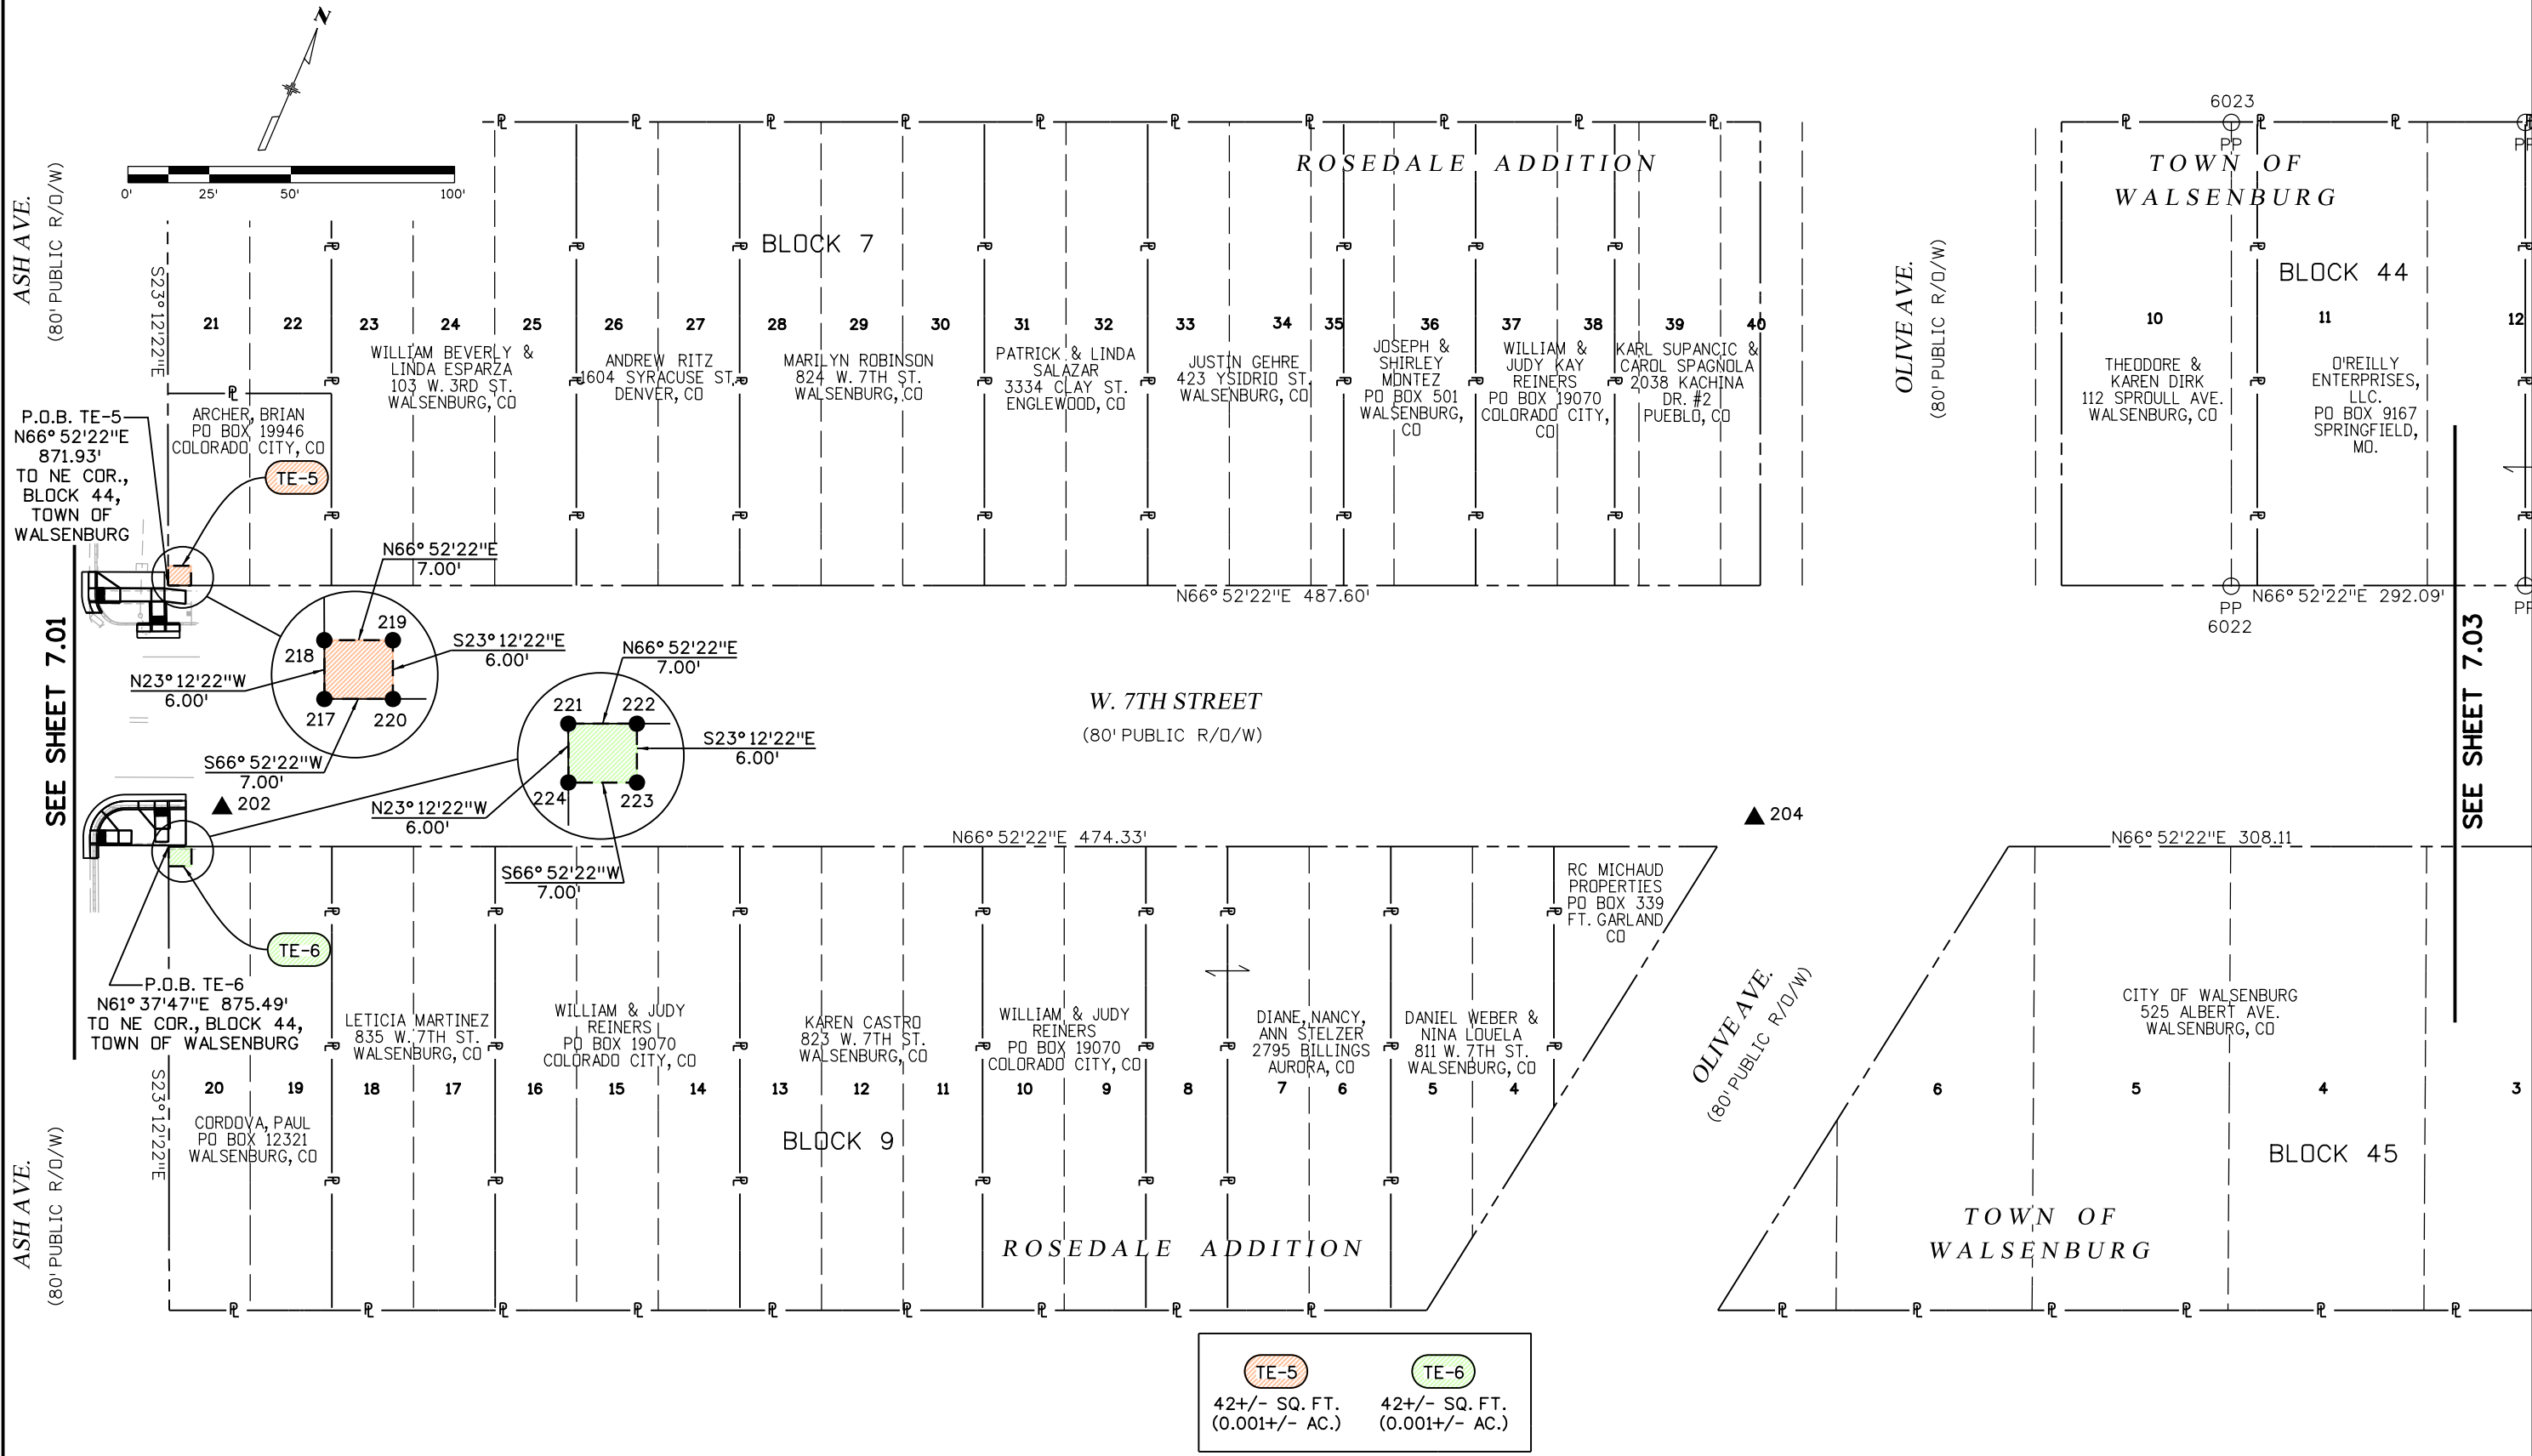 N
0'
25'
50'
100'
ASH AVE.
(80' PUBLIC R/O/W)
S23°12'22"E
ROSEDALE ADDITION
BLOCK 7
21
22
23
24
25
26
27
28
29
30
31
32
33
34
35
36
37
38
39
40
ARCHER, BRIAN
PO BOX 19946
COLORADO CITY, CO
WILLIAM BEVERLY &
LINDA ESPARZA
103 W. 3RD ST.
WALSENBURG, CO
ANDREW RITZ
1604 SYRACUSE ST.
DENVER, CO
MARILYN ROBINSON
824 W. 7TH ST.
WALSENBURG, CO
PATRICK & LINDA
SALAZAR
3334 CLAY ST.
ENGLEWOOD, CO
JUSTIN GEHRE
423 YSIDRIO ST.
WALSENBURG, CO
JOSEPH &
SHIRLEY
MONTEZ
PO BOX 501
WALSENBURG,
CO
WILLIAM &
JUDY KAY
REINERS
PO BOX 19070
COLORADO CITY,
CO
KARL SUPANCIC &
CAROL SPAGNOLA
2038 KACHINA
DR. #2
PUEBLO, CO
OLIVE AVE.
(80' PUBLIC R/O/W)
6023
PP
PP
TOWN OF
WALSENBURG
BLOCK 44
10
11
12
THEODORE &
KAREN DIRK
112 SPROULL AVE.
WALSENBURG, CO
O'REILLY
ENTERPRISES,
LLC.
PO BOX 9167
SPRINGFIELD,
MO.
P.O.B. TE-5
N66°52'22"E
871.93'
TO NE COR.,
BLOCK 44,
TOWN OF
WALSENBURG
TE-5
N66°52'22"E
7.00'
219
218
S23°12'22"E
6.00'
N23°12'22"W
6.00'
217
220
S66°52'22"W
7.00'
N66°52'22"E 487.60'
N66°52'22"E 292.09'
PP
6022
PP
SEE SHEET 7.01
SEE SHEET 7.03
N66°52'22"E
7.00'
221
222
S23°12'22"E
6.00'
N23°12'22"W
6.00'
224
223
S66°52'22"W
7.00'
W. 7TH STREET
(80' PUBLIC R/O/W)
202
204
N66°52'22"E 474.33'
N66°52'22"E 308.11
TE-6
P.O.B. TE-6
N61°37'47"E 875.49'
TO NE COR., BLOCK 44,
TOWN OF WALSENBURG
S23°12'22"E
ASH AVE.
(80' PUBLIC R/O/W)
RC MICHAUD
PROPERTIES
PO BOX 339
FT. GARLAND
CO
LETICIA MARTINEZ
835 W. 7TH ST.
WALSENBURG, CO
WILLIAM & JUDY
REINERS
PO BOX 19070
COLORADO CITY, CO
KAREN CASTRO
823 W. 7TH ST.
WALSENBURG, CO
WILLIAM & JUDY
REINERS
PO BOX 19070
COLORADO CITY, CO
DIANE, NANCY,
ANN STELZER
2795 BILLINGS
AURORA, CO
DANIEL WEBER &
NINA LOUELA
811 W. 7TH ST.
WALSENBURG, CO
20
19
18
17
16
15
14
13
12
11
10
9
8
7
6
5
4
CORDOVA, PAUL
PO BOX 12321
WALSENBURG, CO
BLOCK 9
ROSEDALE ADDITION
OLIVE AVE.
(80' PUBLIC R/O/W)
CITY OF WALSENBURG
525 ALBERT AVE.
WALSENBURG, CO
6
5
4
3
BLOCK 45
TOWN OF
WALSENBURG
TE-5
42+/- SQ. FT.
(0.001+/- AC.)
TE-6
42+/- SQ. FT.
(0.001+/- AC.)